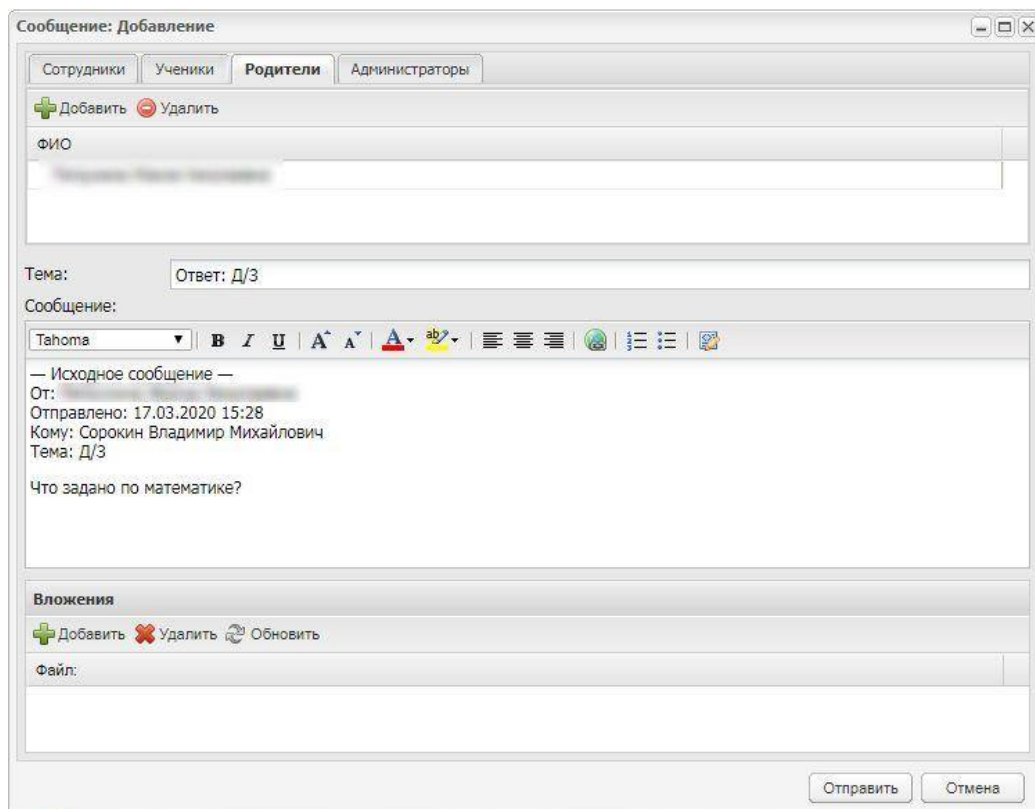 Сообщение: Добавление
Сотрудники Ученики Родители Администраторы
Добавить Удалить
ФИО
Тема: Ответ: Д/З
Сообщение:
Tahoma B I U A A A ab
— Исходное сообщение —
От:
Отправлено: 17.03.2020 15:28
Кому: Сорокин Владимир Михайлович
Тема: Д/З
Что задано по математике?
Вложения
Добавить Удалить Обновить
Файл:
Отправить Отмена